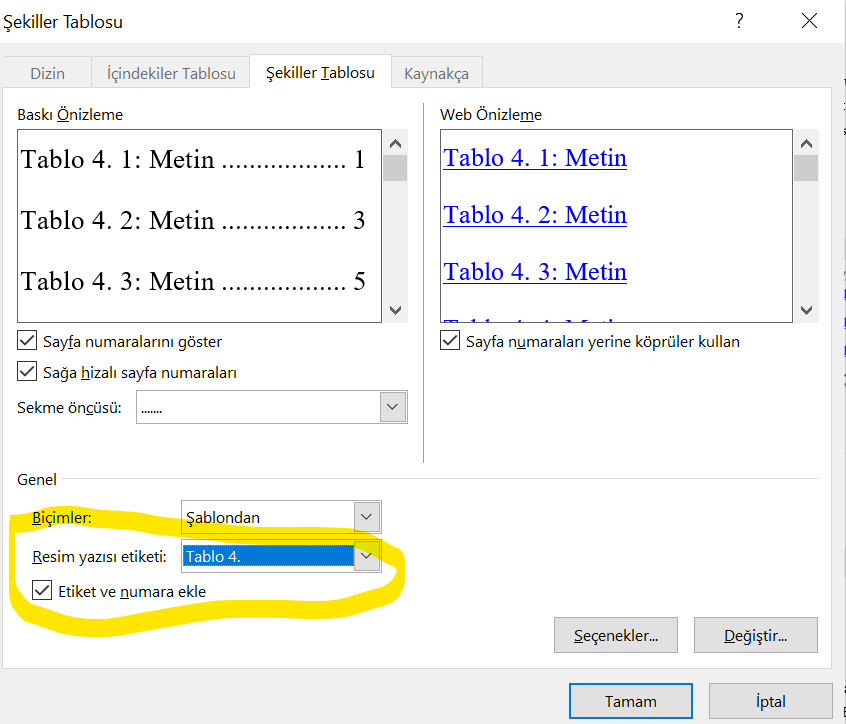 Şekiller Tablosu ?
Dizin İçindekiler Tablosu Şekiller Tablosu Kaynakça
Baskı Önizleme
Tablo 4. 1: Metin ................... 1
Tablo 4. 2: Metin ................... 3
Tablo 4. 3: Metin ................... 5
Web Önizleme
Tablo 4. 1: Metin
Tablo 4. 2: Metin
Tablo 4. 3: Metin
Sayfa numaralarını göster
Sağa hizalı sayfa numaraları
Sekme öncüsü: .......
Sayfa numaraları yerine köprüler kullan
Genel
Biçimler: Şablondan
Resim yazısı etiketi: Tablo 4.
Etiket ve numara ekle
Seçenekler... Değiştir...
Tamam İptal